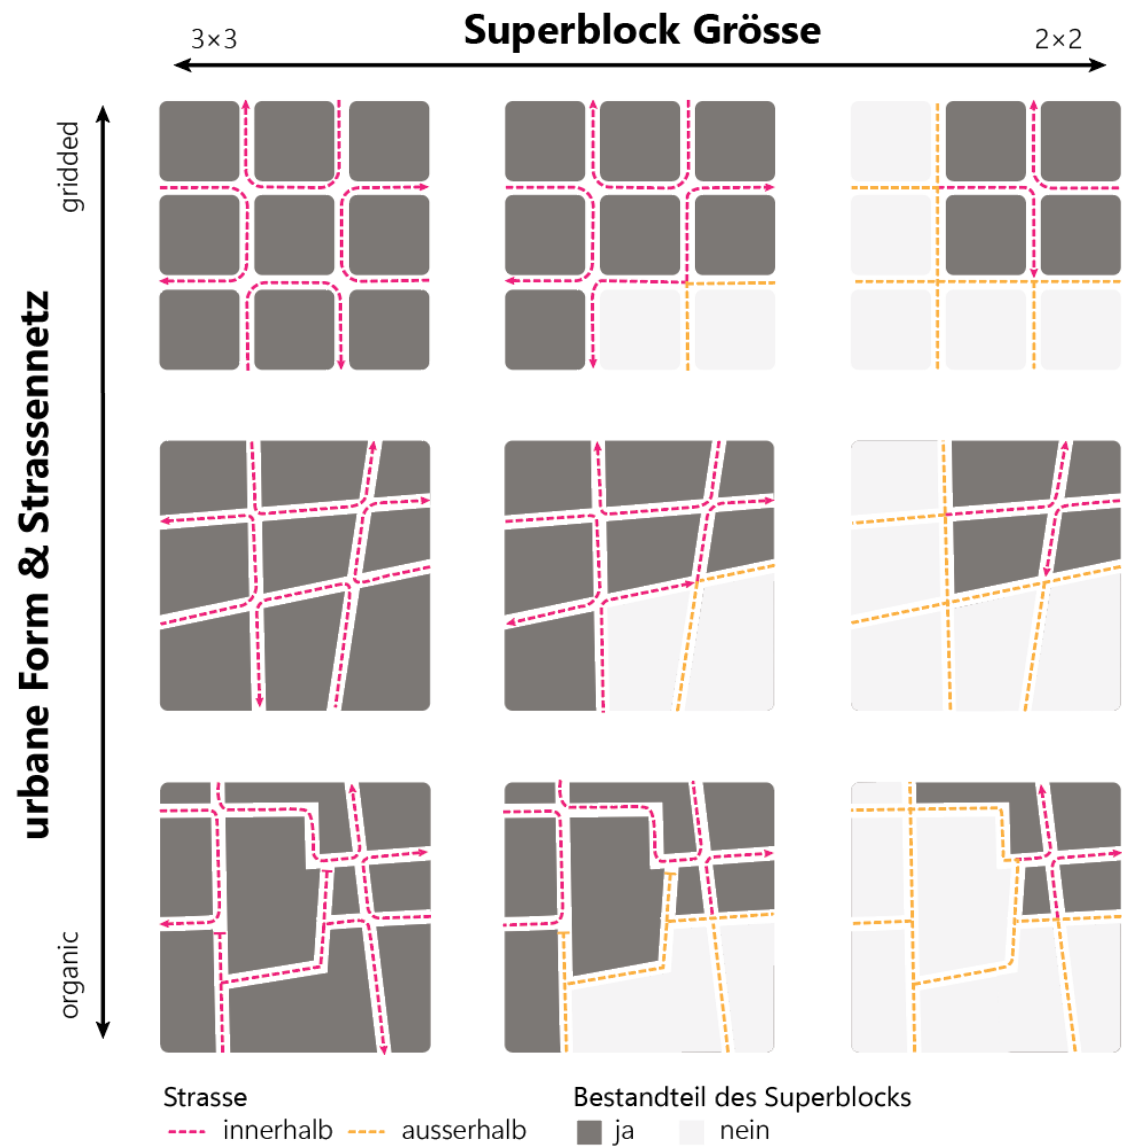 Superblock Grösse
3×3
2×2
urbane Form & Strassennetz
gridded
organic
Strasse
innerhalb
ausserhalb
Bestandteil des Superblocks
ja
nein